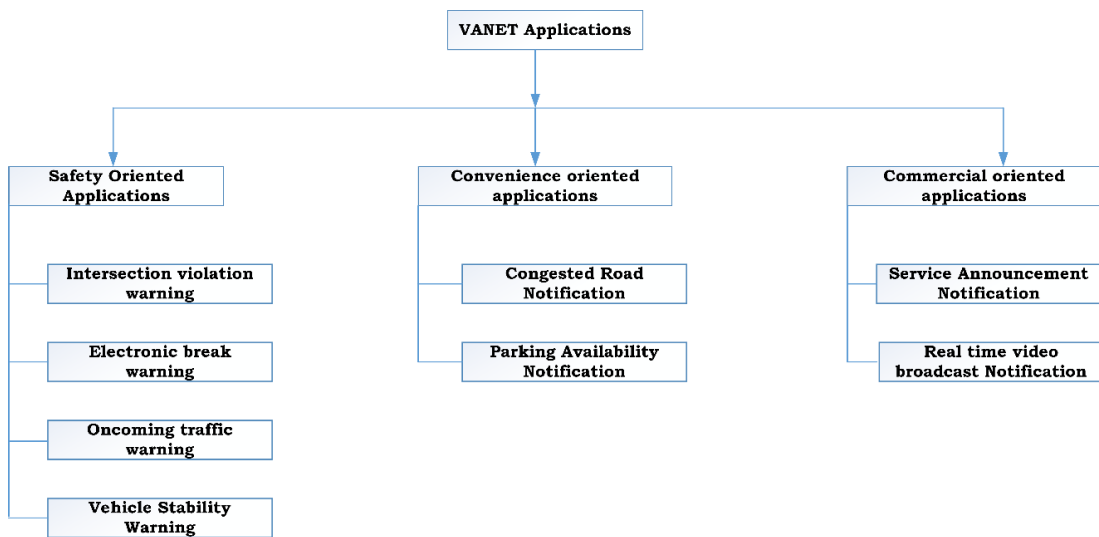 VANET Applications
Safety Oriented
Applications
Intersection violation
warning
Electronic break
warning
Oncoming traffic
warning
Vehicle Stability
Warning
Convenience oriented
applications
Congested Road
Notification
Parking Availability
Notification
Commercial oriented
applications
Service Announcement
Notification
Real time video
broadcast Notification